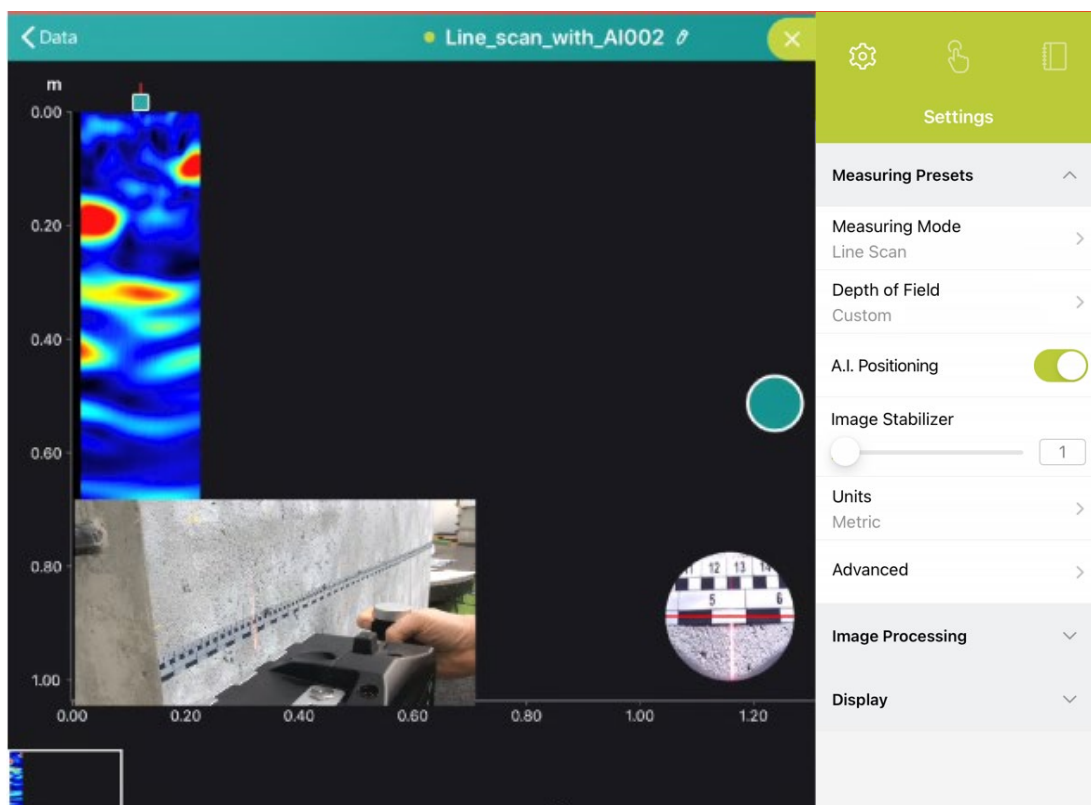 Data
Line_scan_with_AI002
m
0.00
0.20
0.40
0.60
0.80
1.00
0.00 0.20 0.40 0.60 0.80 1.00 1.20
12 13 14
5 6
Settings
Measuring Presets
Measuring Mode
Line Scan
Depth of Field
Custom
A.I. Positioning
Image Stabilizer
1
Units
Metric
Advanced
Image Processing
Display